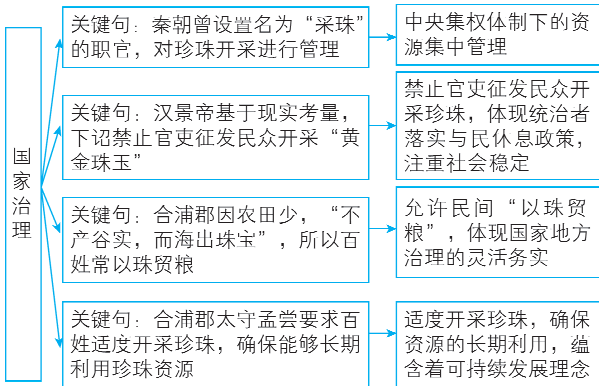 国家治理
关键句：秦朝曾设置名为“采珠”
的职官，对珍珠开采进行管理
中央集权体制下的资
源集中管理
关键句：汉景帝基于现实考量，
下诏禁止官吏征发民众开采“黄
金珠玉”
禁止官吏征发民众开
采珍珠，体现统治者
落实与民休息政策，
注重社会稳定
关键句：合浦郡因农田少，“不
产谷实，而海出珠宝”，所以百
姓常以珠贸粮
允许民间“以珠贸
粮”，体现国家地方
治理的灵活务实
关键句：合浦郡太守孟尝要求百
姓适度开采珍珠，确保能够长期
利用珍珠资源
适度开采珍珠，确保
资源的长期利用，蕴
含着可持续发展理念